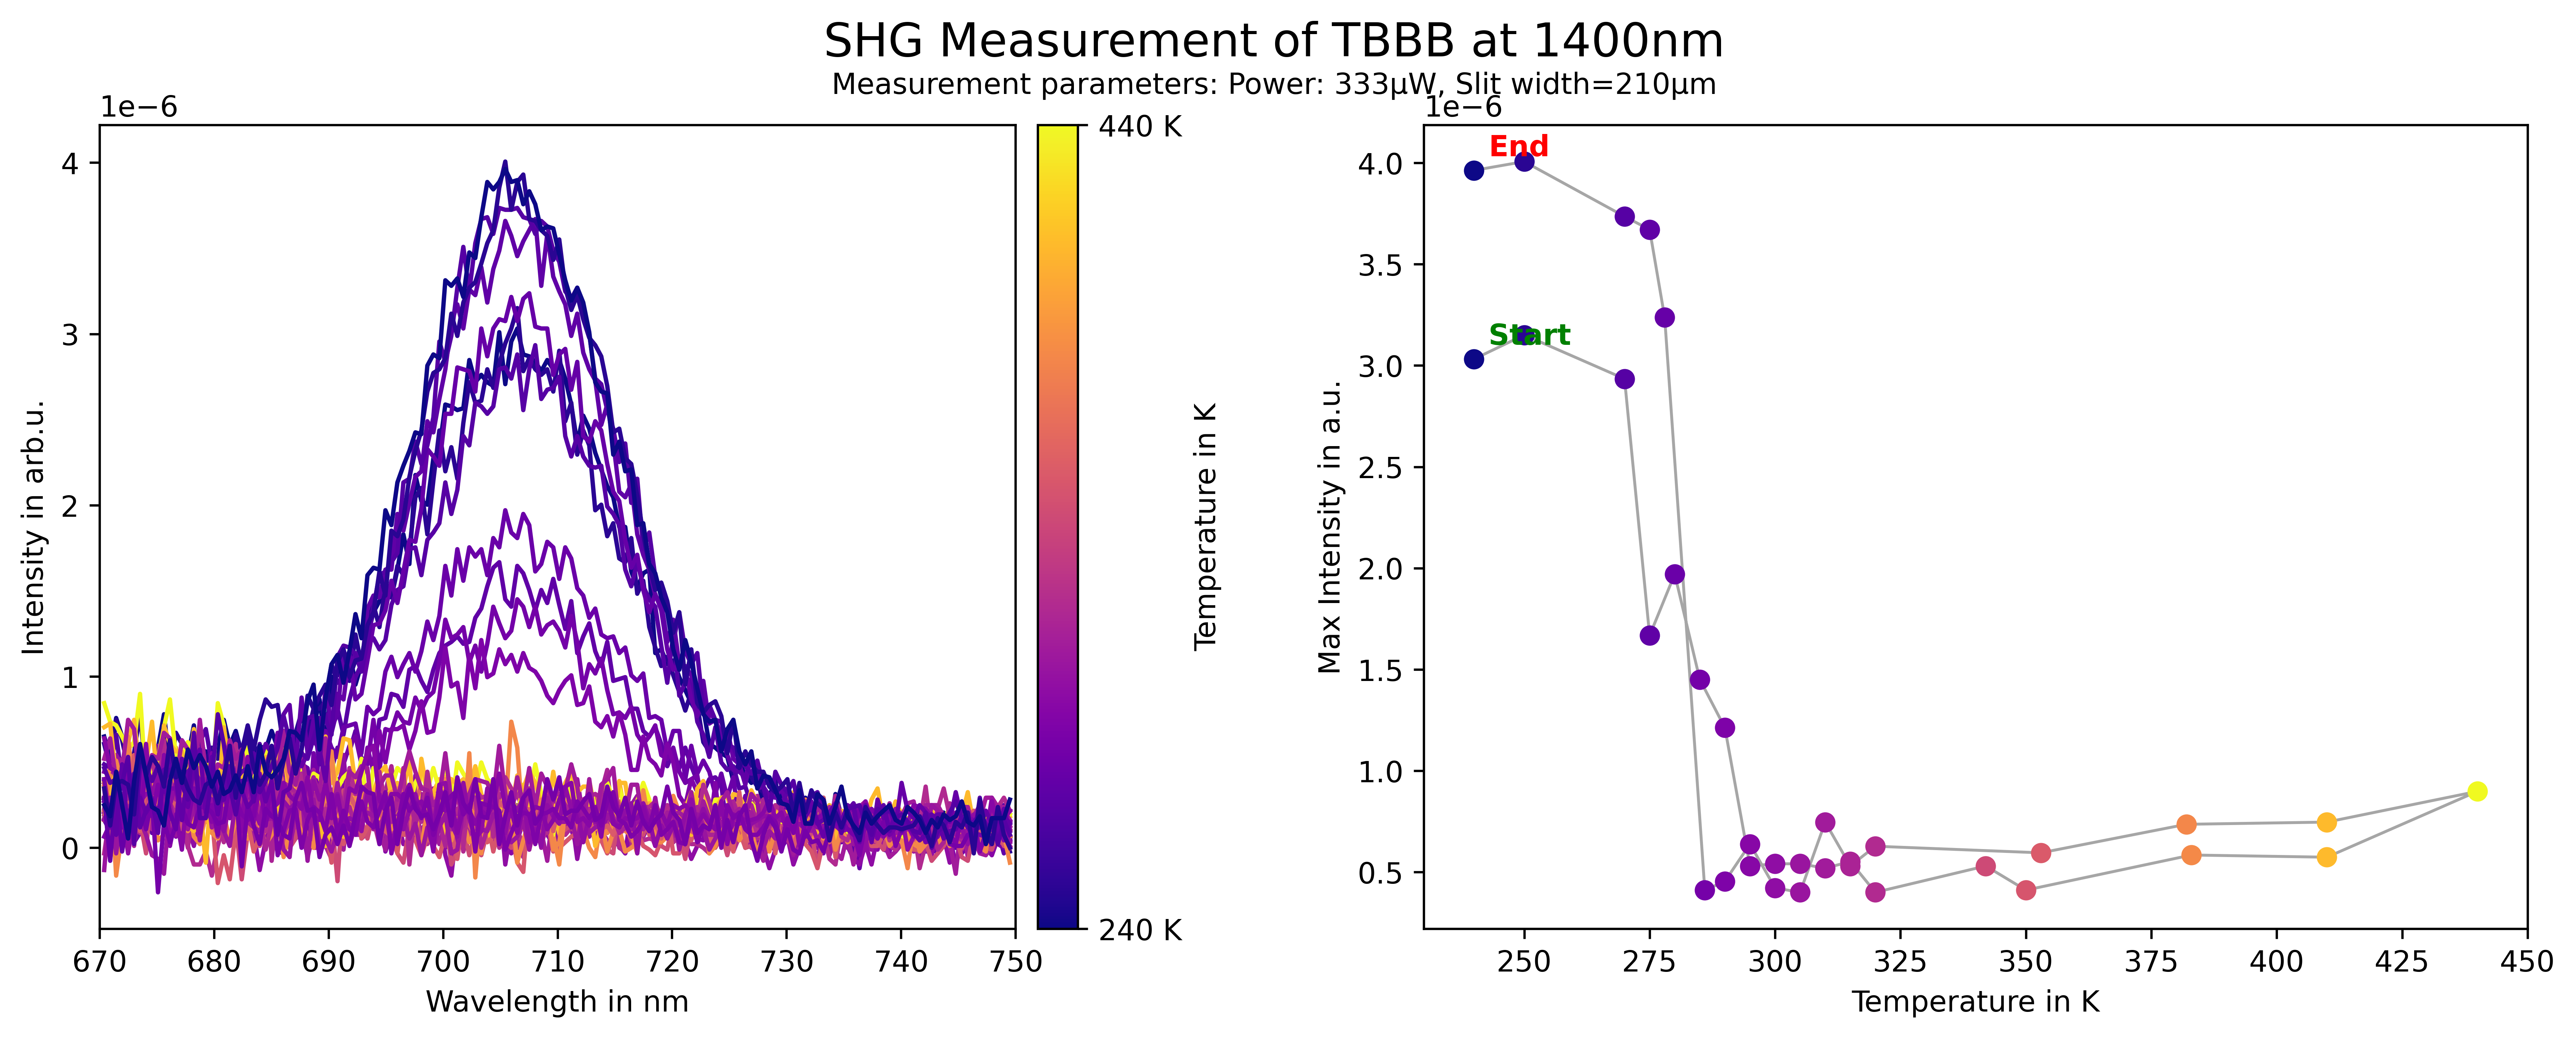 SHG Measurement of TBBB at 1400nm
Measurement parameters: Power: 333μW, Slit width=210μm
1e−6
4
3
2
1
0
Intensity in arb.u.
670 680 690 700 710 720 730 740 750
Wavelength in nm
440 K
240 K
Temperature in K
1e−6
4.0
3.5
3.0
2.5
2.0
1.5
1.0
0.5
Max Intensity in a.u.
End
Start
250 275 300 325 350 375 400 425 450
Temperature in K